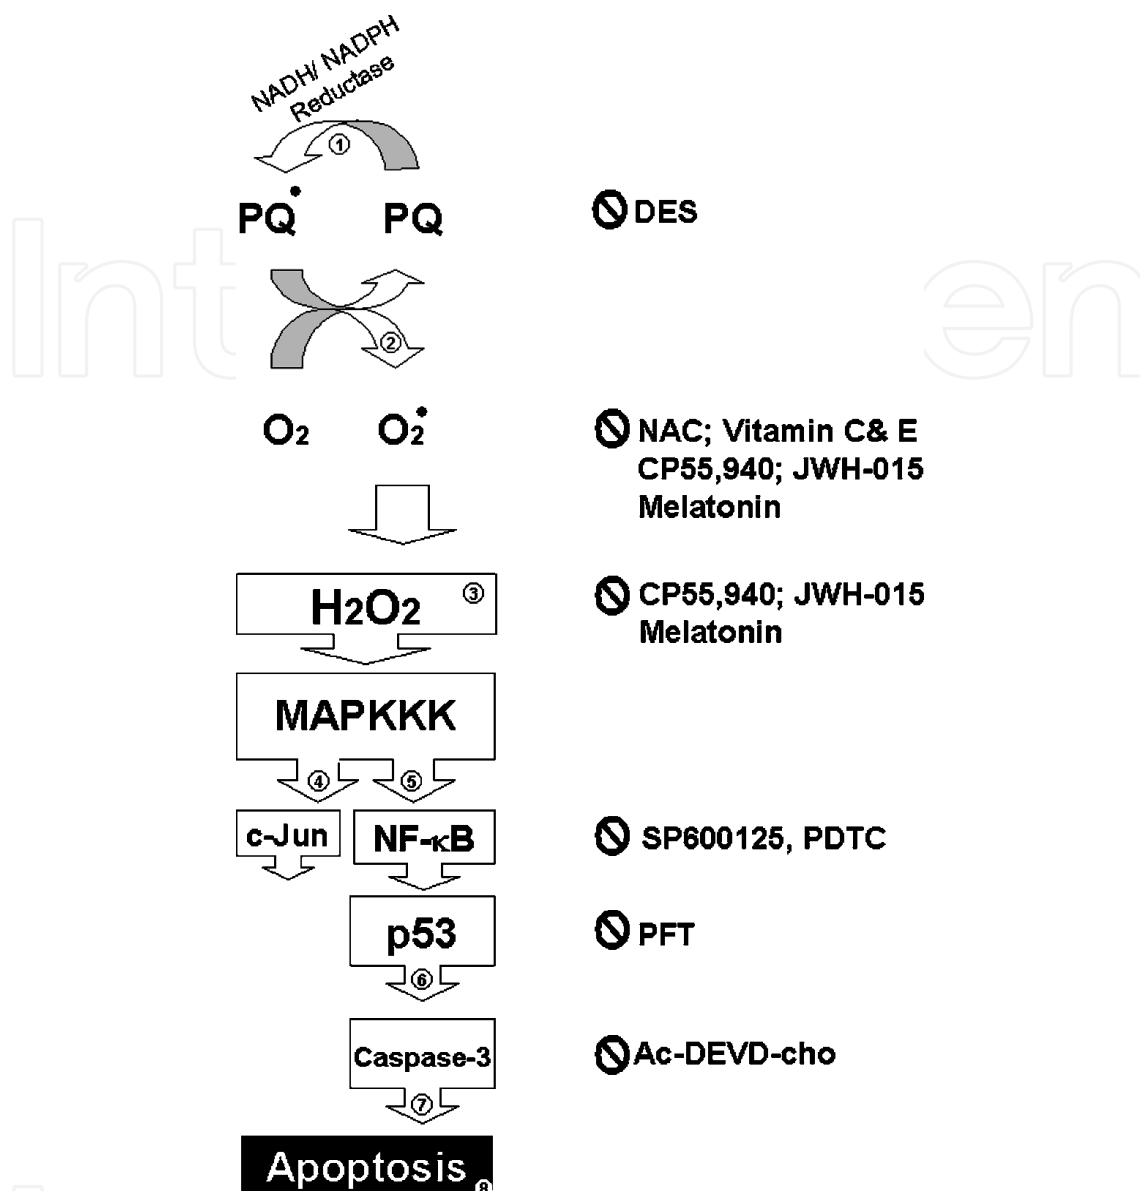 NADH/ NADPH
Reductase
①
PQ• PQ
DES
②
O2 O2•
NAC; Vitamin C& E
CP55,940; JWH-015
Melatonin
H2O2 ③
CP55,940; JWH-015
Melatonin
MAPKKK
④ ⑤
c-Jun NF-κB
SP600125, PDTC
p53
PFT
⑥
Caspase-3
Ac-DEVD-cho
⑦
Apoptosis ⑧
Int en